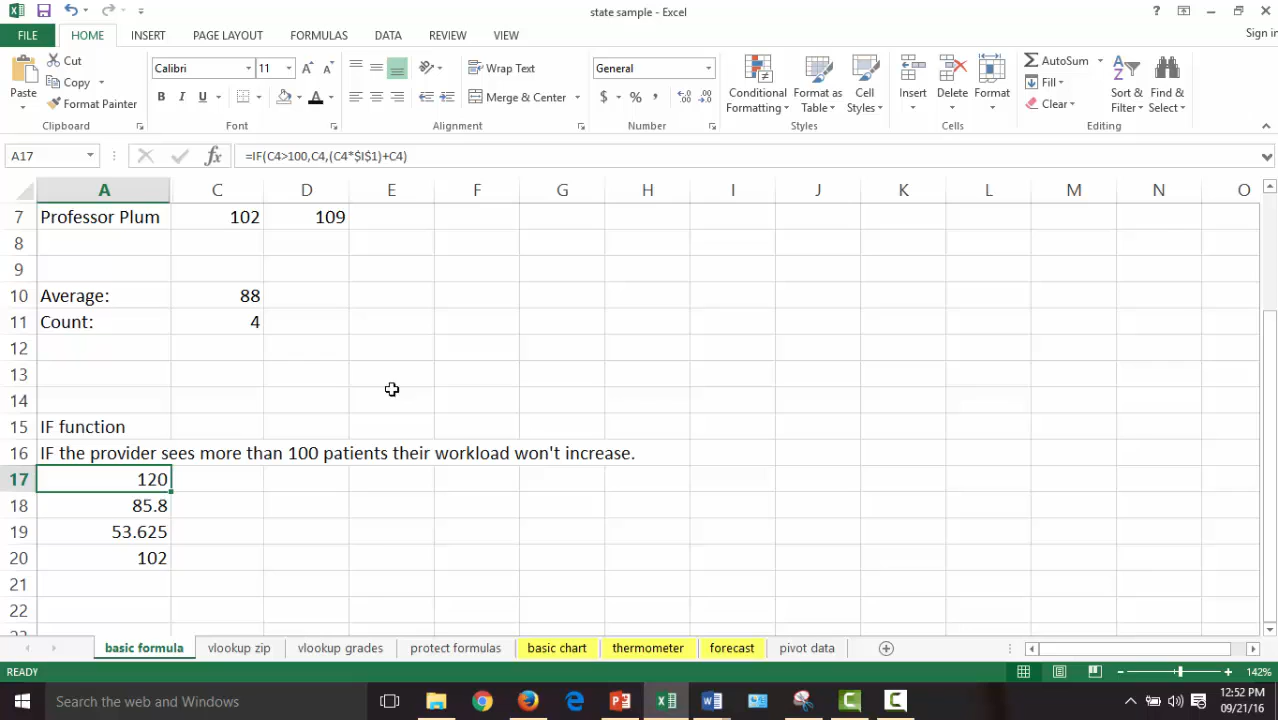 state sample - Excel
?
FILE HOME INSERT PAGE LAYOUT FORMULAS DATA REVIEW VIEW Sign in
Paste
Cut
Copy
Format Painter
Clipboard
Calibri 11 A A
B I U A
Font
Wrap Text
Merge & Center
Alignment
General
$ % , .00 .0
Number
Conditional Formatting
Format as Table
Cell Styles
Styles
Insert Delete Format
Cells
AutoSum
Fill
Clear
Sort & Filter
Find & Select
Editing
A17 fx =IF(C4>100,C4,(C4*$I$1)+C4)
A C D E F G H I J K L M N O
7 Professor Plum 102 109
8
9
10 Average: 88
11 Count: 4
12
13
14
15 IF function
16 IF the provider sees more than 100 patients their workload won't increase.
17 120
18 85.8
19 53.625
20 102
21
22
basic formula vlookup zip vlookup grades protect formulas basic chart thermometer forecast pivot data
READY 142%
Search the web and Windows
12:52 PM
09/21/16